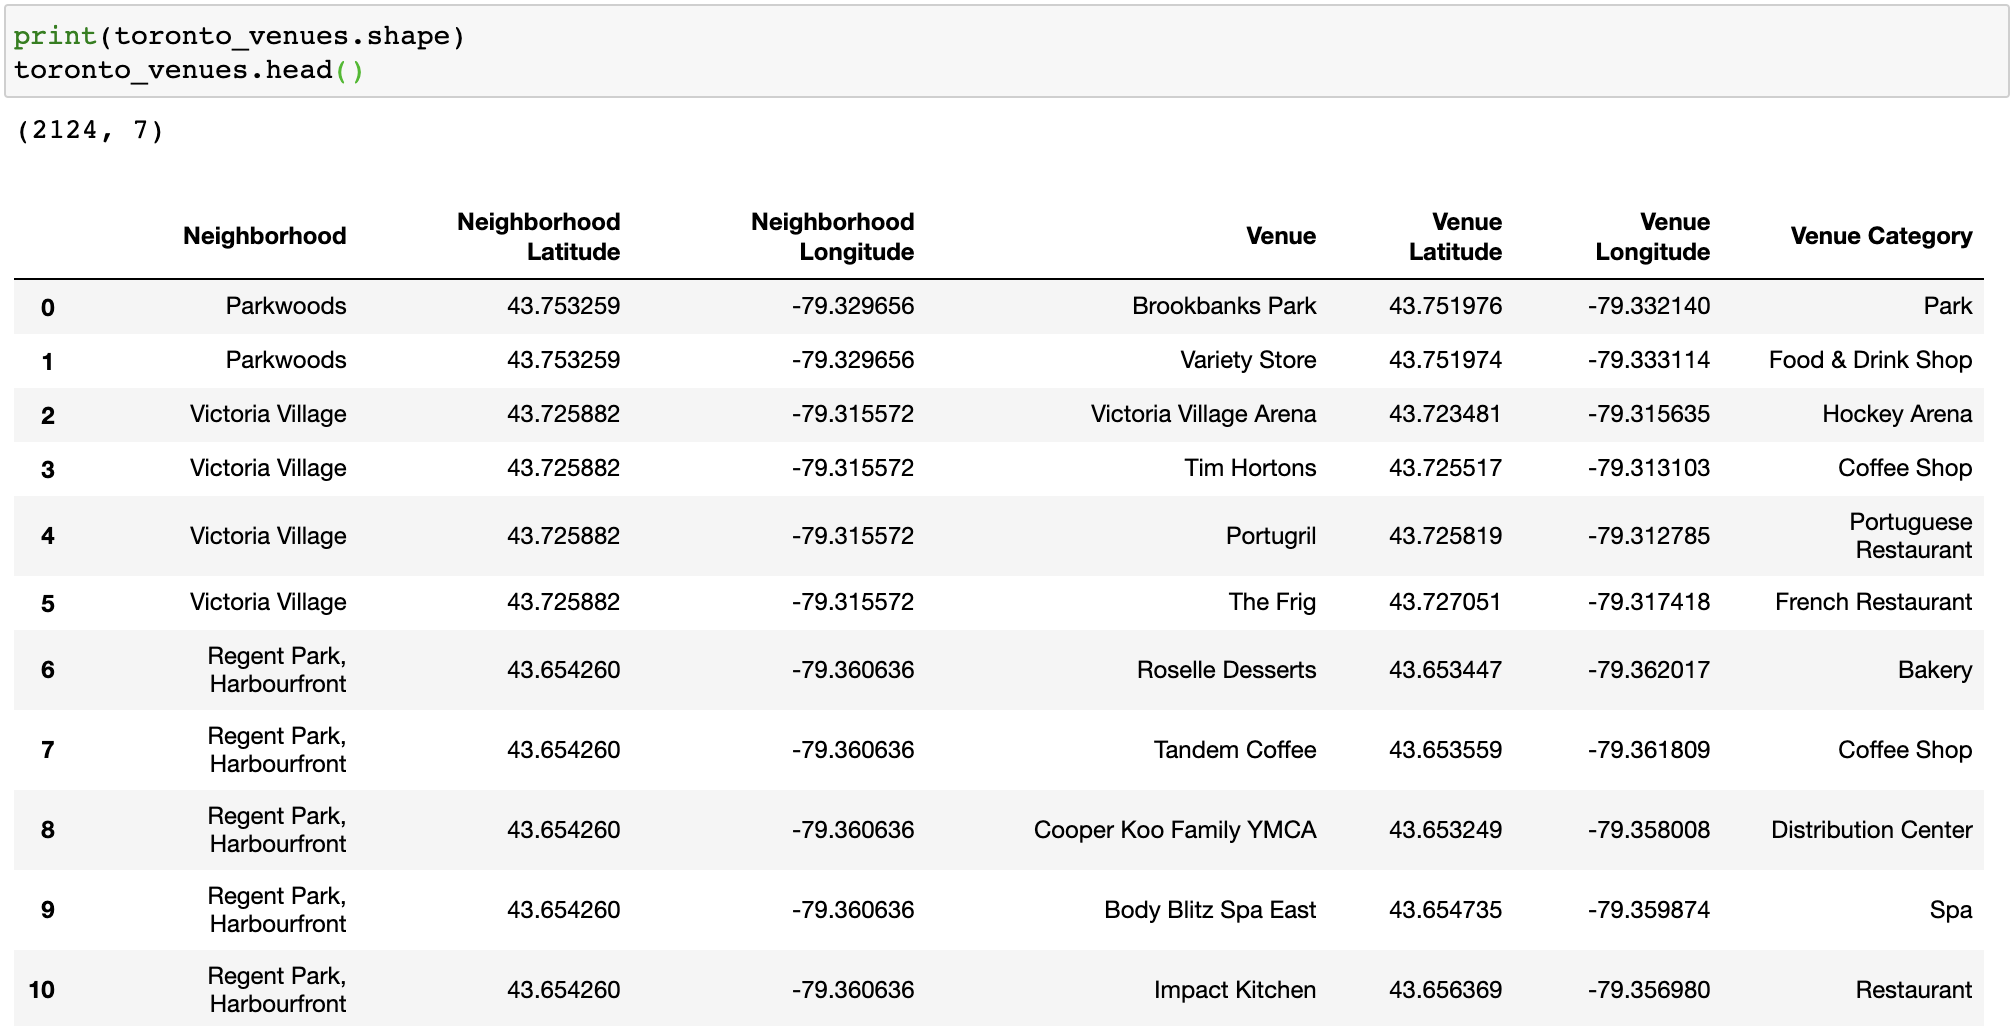 print(toronto_venues.shape)
toronto_venues.head()
(2124, 7)
Neighborhood Neighborhood Latitude Neighborhood Longitude Venue Venue Latitude Venue Longitude Venue Category
0 Parkwoods 43.753259 -79.329656 Brookbanks Park 43.751976 -79.332140 Park
1 Parkwoods 43.753259 -79.329656 Variety Store 43.751974 -79.333114 Food & Drink Shop
2 Victoria Village 43.725882 -79.315572 Victoria Village Arena 43.723481 -79.315635 Hockey Arena
3 Victoria Village 43.725882 -79.315572 Tim Hortons 43.725517 -79.313103 Coffee Shop
4 Victoria Village 43.725882 -79.315572 Portugril 43.725819 -79.312785 Portuguese Restaurant
5 Victoria Village 43.725882 -79.315572 The Frig 43.727051 -79.317418 French Restaurant
6 Regent Park, Harbourfront 43.654260 -79.360636 Roselle Desserts 43.653447 -79.362017 Bakery
7 Regent Park, Harbourfront 43.654260 -79.360636 Tandem Coffee 43.653559 -79.361809 Coffee Shop
8 Regent Park, Harbourfront 43.654260 -79.360636 Cooper Koo Family YMCA 43.653249 -79.358008 Distribution Center
9 Regent Park, Harbourfront 43.654260 -79.360636 Body Blitz Spa East 43.654735 -79.359874 Spa
10 Regent Park, Harbourfront 43.654260 -79.360636 Impact Kitchen 43.656369 -79.356980 Restaurant